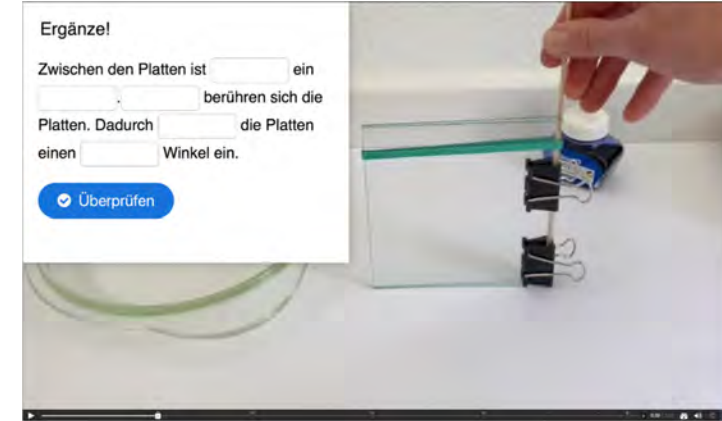 Ergänze!
Zwischen den Platten ist ein
. berühren sich die
Platten. Dadurch die Platten
einen Winkel ein.
Überprüfen